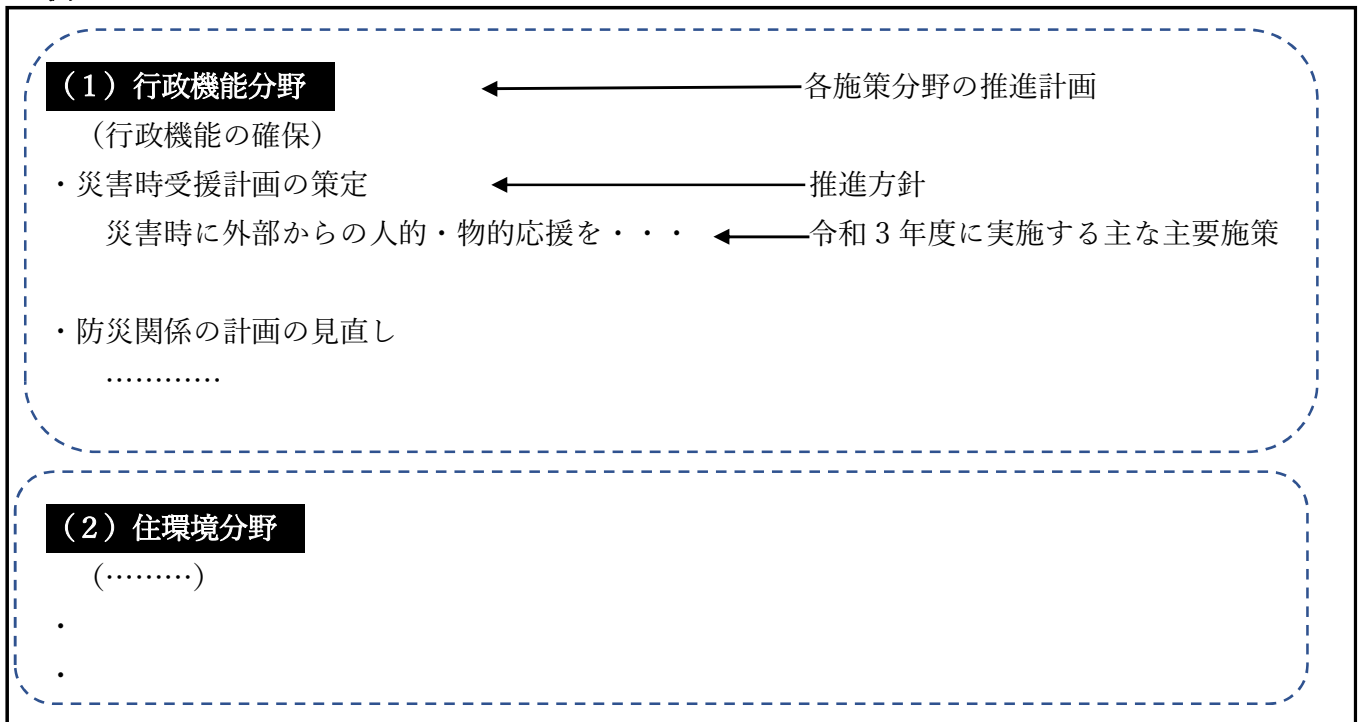 （1）行政機能分野 各施策分野の推進計画
（行政機能の確保）
・災害時受援計画の策定 推進方針
災害時に外部からの人的・物的応援を・・・ 令和3年度に実施する主な主要施策
・防災関係の計画の見直し
…………
（2）住環境分野
(………)
・
・